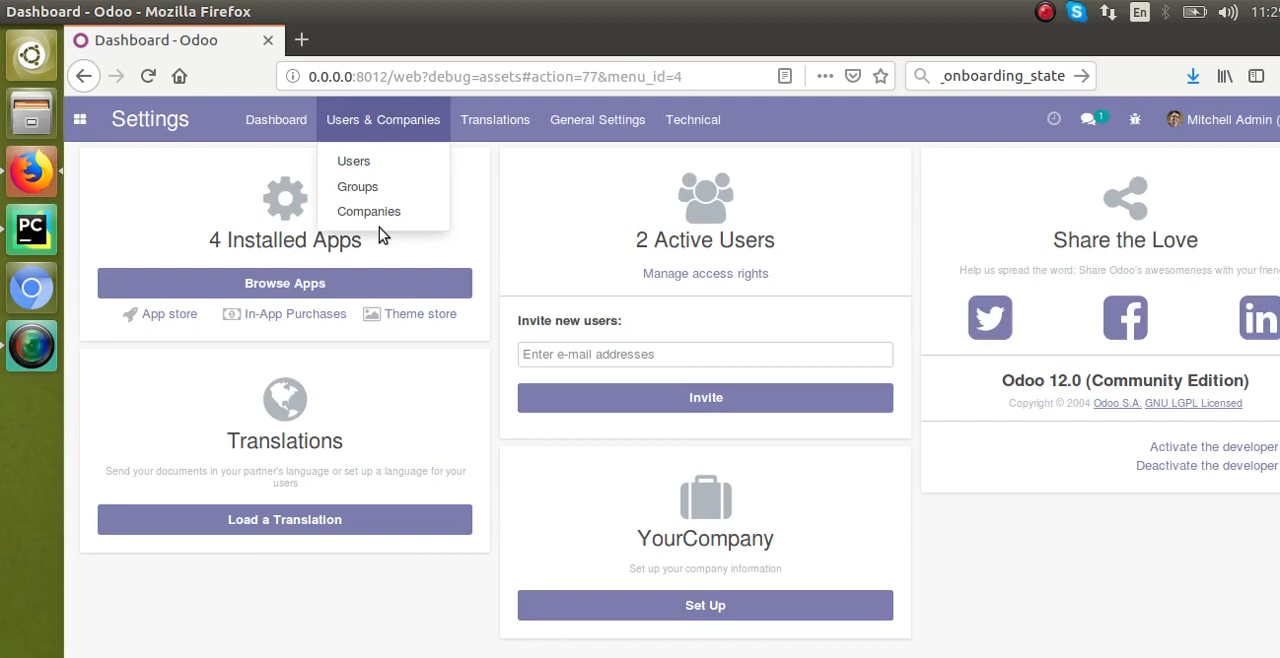 Dashboard - Odoo - Mozilla Firefox
En
11:2
Dashboard - Odoo
0.0.0.0:8012/web?debug=assets#action=77&menu_id=4
_onboarding_state
Settings
Dashboard
Users & Companies
Translations
General Settings
Technical
1
Mitchell Admin (
Users
Groups
Companies
4 Installed Apps
Browse Apps
App store
In-App Purchases
Theme store
Translations
Send your documents in your partner's language or set up a language for your
users
Load a Translation
2 Active Users
Manage access rights
Invite new users:
Enter e-mail addresses
Invite
YourCompany
Set up your company information
Set Up
Share the Love
Help us spread the word: Share Odoo's awesomeness with your
Odoo 12.0 (Community Edition)
Copyright © 2004 Odoo S.A. GNU LGPL Licensed
Activate the developer
Deactivate the developer
PC